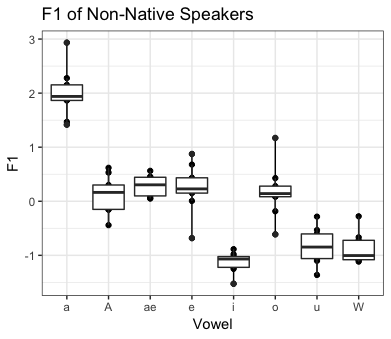 F1 of Non-Native Speakers
3
2
1
0
-1
F1
a A ae e i o u W
Vowel